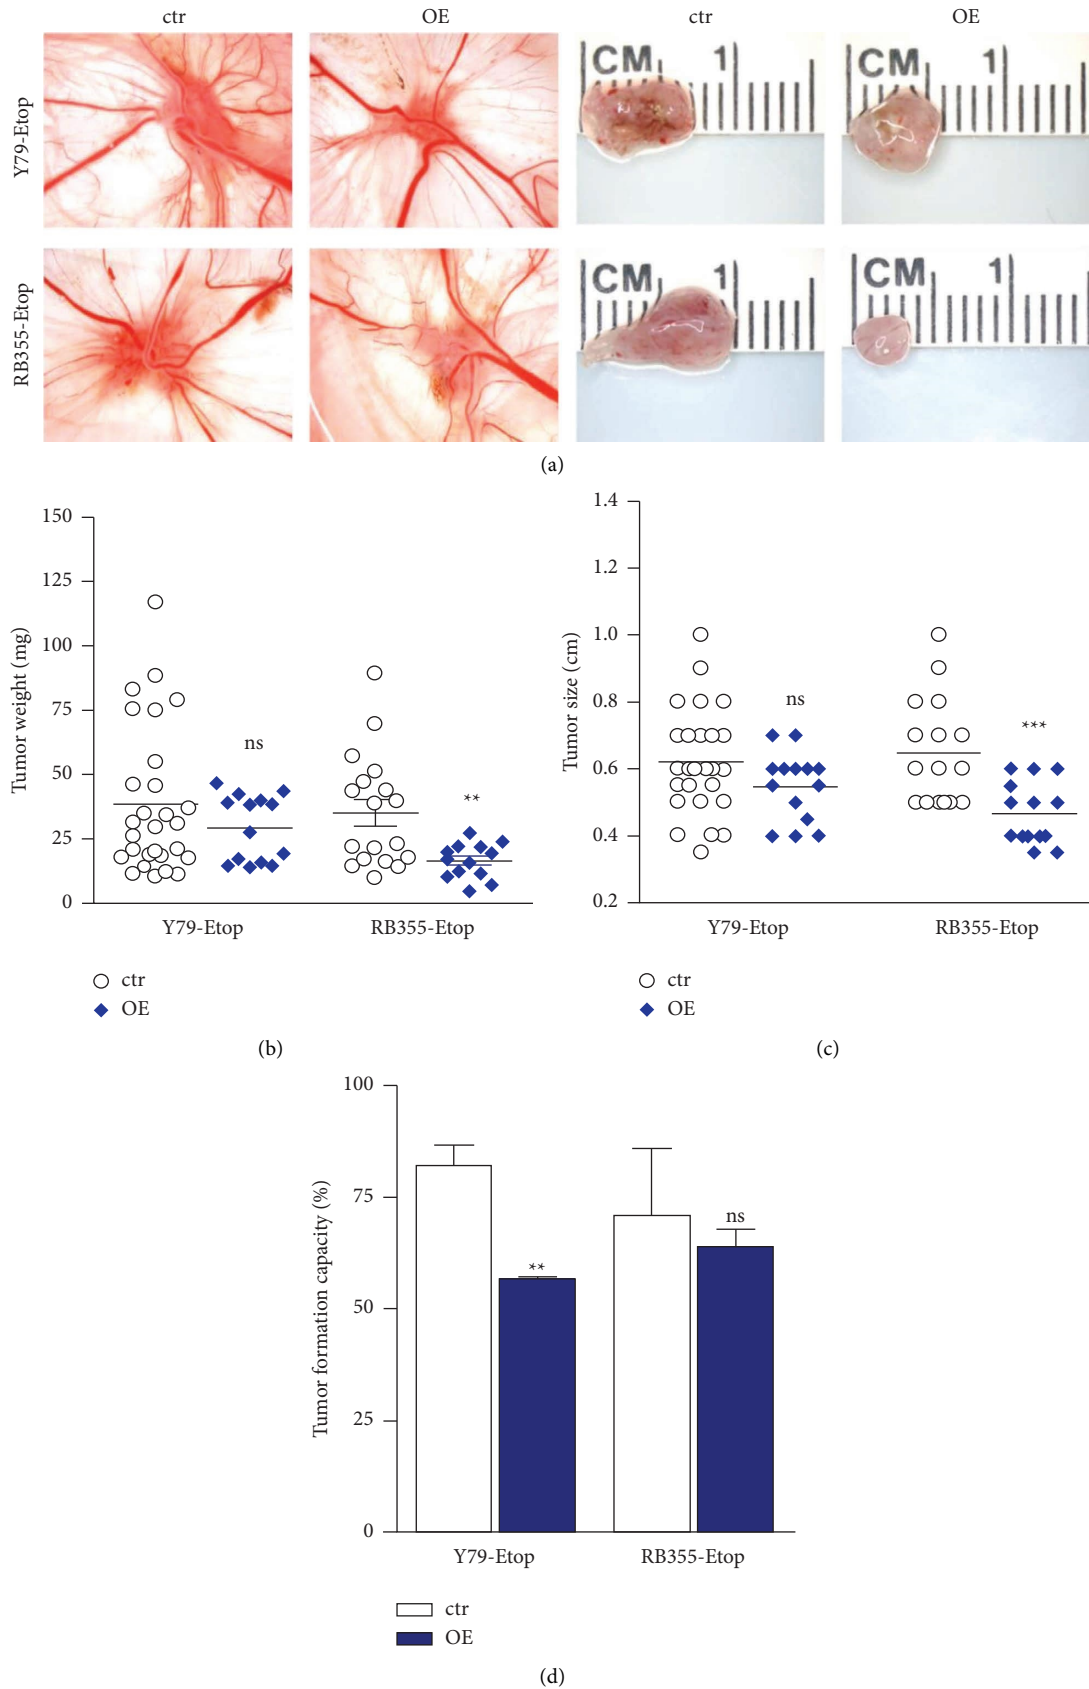 ctr OE ctr OE
Y79-Etop
CM 1 CM 1
RB355-Etop
CM 1 CM 1
(a)
150
125
100
75
50
25
0
Tumor weight (mg)
ns
**
Y79-Etop RB355-Etop
ctr
OE
(b)
1.4
1.2
1.0
0.8
0.6
0.4
0.2
Tumor size (cm)
ns
***
Y79-Etop RB355-Etop
ctr
OE
(c)
100
75
50
25
0
Tumor formation capacity (%)
**
ns
Y79-Etop RB355-Etop
ctr
OE
(d)